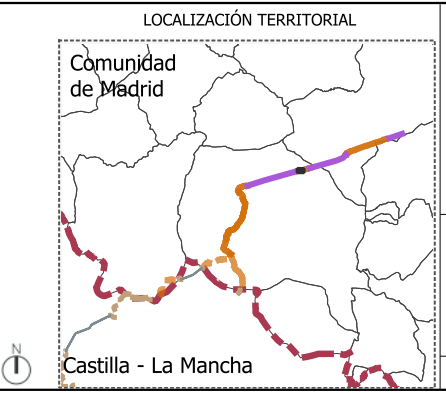 LOCALIZACIÓN TERRITORIAL
Comunidad
de Madrid
N
Castilla - La Mancha